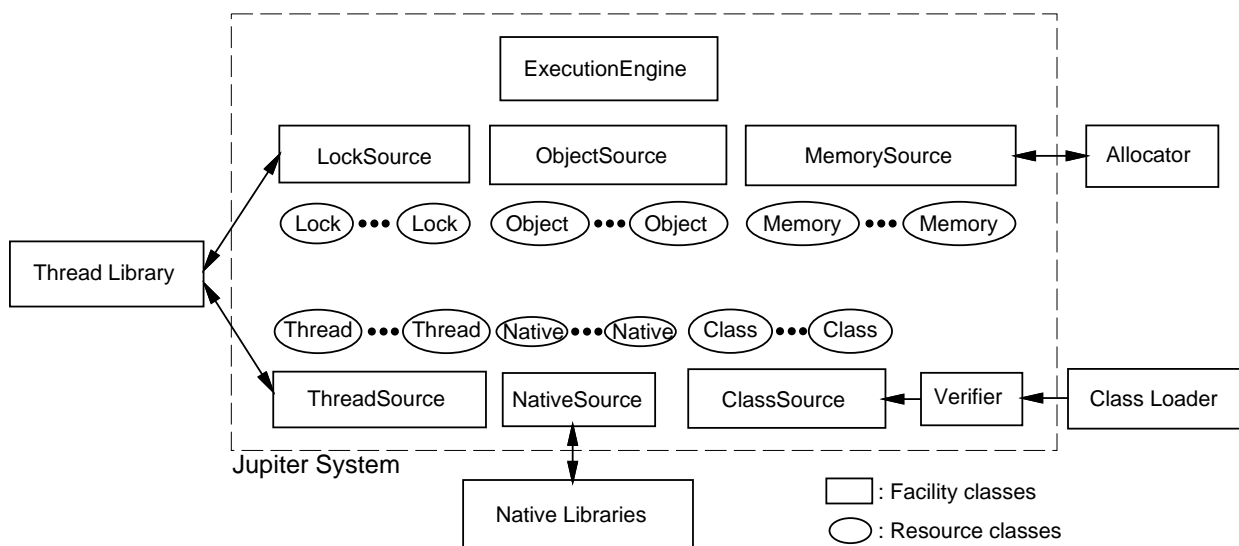 ExecutionEngine
LockSource ObjectSource MemorySource Allocator
Lock Lock Object Object Memory Memory
Thread Library
Thread Thread Native Native Class Class
ThreadSource NativeSource ClassSource Verifier Class Loader
Jupiter System
Native Libraries
: Facility classes
: Resource classes